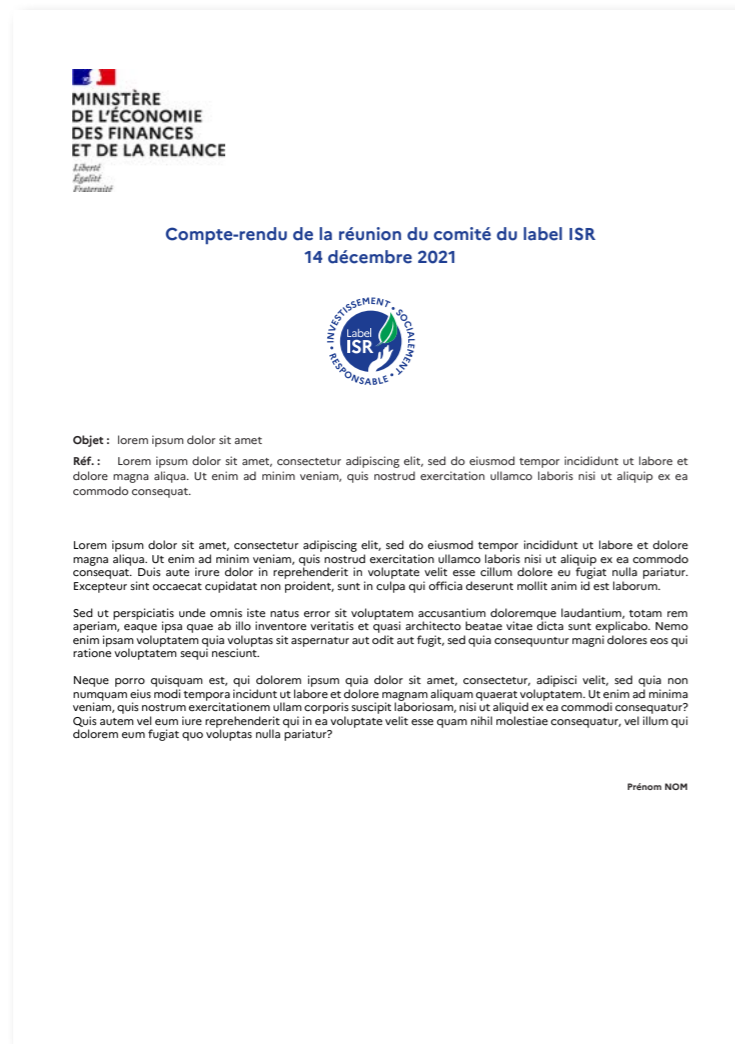 MINISTÈRE
DE L'ÉCONOMIE
DES FINANCES
ET DE LA RELANCE
Liberté
Égalité
Fraternité
Compte-rendu de la réunion du comité du label ISR
14 décembre 2021
• INVESTISSEMENT • SOCIALEMENT • RESPONSABLE
Label
ISR
Objet : lorem ipsum dolor sit amet
Réf. : Lorem ipsum dolor sit amet, consectetur adipiscing elit, sed do eiusmod tempor incididunt ut labore et
dolore magna aliqua. Ut enim ad minim veniam, quis nostrud exercitation ullamco laboris nisi ut aliquip ex ea
commodo consequat.
Lorem ipsum dolor sit amet, consectetur adipiscing elit, sed do eiusmod tempor incididunt ut labore et dolore
magna aliqua. Ut enim ad minim veniam, quis nostrud exercitation ullamco laboris nisi ut aliquip ex ea commodo
consequat. Duis aute irure dolor in reprehenderit in voluptate velit esse cillum dolore eu fugiat nulla pariatur.
Excepteur sint occaecat cupidatat non proident, sunt in culpa qui officia deserunt mollit anim id est laborum.
Sed ut perspiciatis unde omnis iste natus error sit voluptatem accusantium doloremque laudantium, totam rem
aperiam, eaque ipsa quae ab illo inventore veritatis et quasi architecto beatae vitae dicta sunt explicabo. Nemo
enim ipsam voluptatem quia voluptas sit aspernatur aut odit aut fugit, sed quia consequuntur magni dolores eos qui
ratione voluptatem sequi nesciunt.
Neque porro quisquam est, qui dolorem ipsum quia dolor sit amet, consectetur, adipisci velit, sed quia non
numquam eius modi tempora incidunt ut labore et dolore magnam aliquam quaerat voluptatem. Ut enim ad minima
veniam, quis nostrum exercitationem ullam corporis suscipit laboriosam, nisi ut aliquid ex ea commodi consequatur?
Quis autem vel eum iure reprehenderit qui in ea voluptate velit esse quam nihil molestiae consequatur, vel illum qui
dolorem eum fugiat quo voluptas nulla pariatur?
Prénom NOM